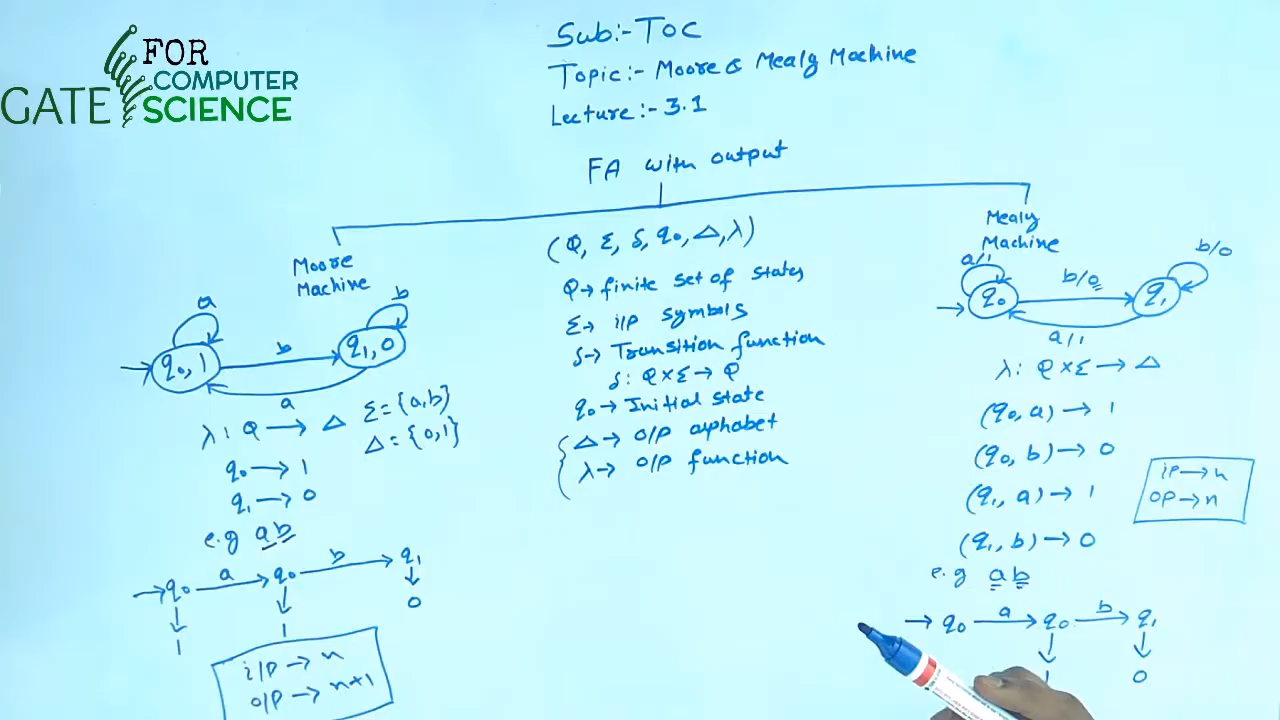 GATE FOR COMPUTER SCIENCE
Sub:- TOC
Topic:- Moore & Mealy Machine
Lecture:- 3.1
FA with output
Moore
Machine
a
b
q0, 1
b
q1, 0
a
λ: Q → Δ
Σ = {a,b}
Δ = {0,1}
q0 → 1
q1 → 0
e.g ab
→ q0 a→ q0 b→ q1
↓ ↓ ↓
1 1 0
i/p → n
o/p → n+1
(Q, Σ, δ, q0, Δ, λ)
Q → finite set of states
Σ → i/p symbols
δ → Transition function
δ: Q×Σ → Q
q0 → Initial state
Δ → O/P alphabet
λ → O/P function
Mealy
Machine
a/1
b/0
q0
b/0
q1
a/1
λ: Q×Σ → Δ
(q0, a) → 1
(q0, b) → 0
(q1, a) → 1
(q1, b) → 0
ip → n
op → n
e.g ab
→ q0 a→ q0 b→ q1
↓ ↓
1 0